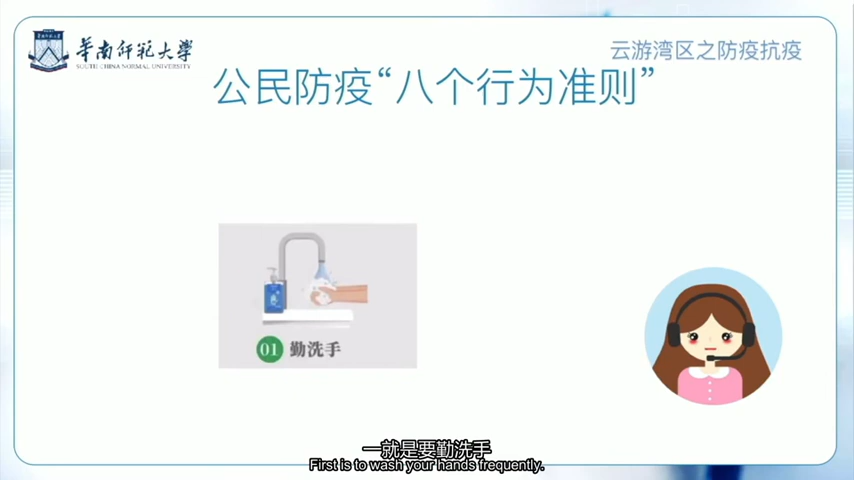 華南師範大學
SOUTH CHINA NORMAL UNIVERSITY
云游湾区之防疫抗疫
公民防疫“八个行为准则”
01 勤洗手
一就是要勤洗手
First is to wash your hands frequently.